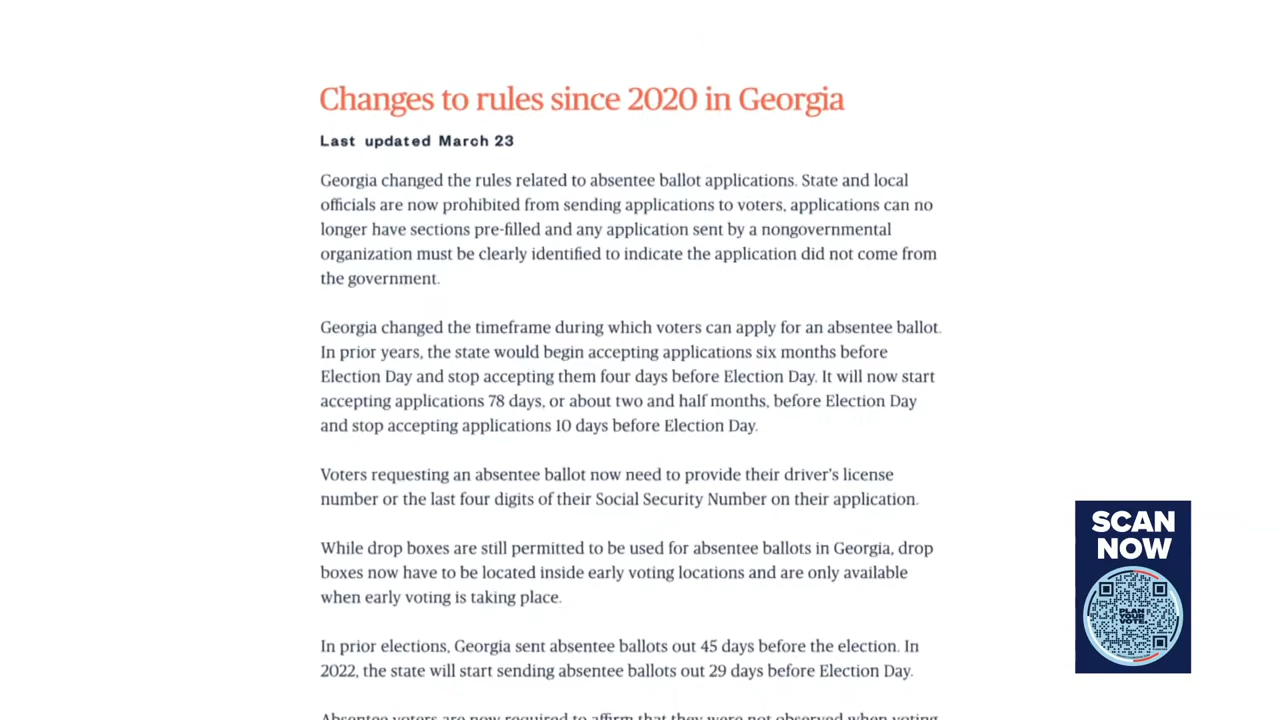 Changes to rules since 2020 in Georgia
Last updated March 23
Georgia changed the rules related to absentee ballot applications. State and local
officials are now prohibited from sending applications to voters, applications can no
longer have sections pre-filled and any application sent by a nongovernmental
organization must be clearly identified to indicate the application did not come from
the government.
Georgia changed the timeframe during which voters can apply for an absentee ballot.
In prior years, the state would begin accepting applications six months before
Election Day and stop accepting them four days before Election Day. It will now start
accepting applications 78 days, or about two and half months, before Election Day
and stop accepting applications 10 days before Election Day.
Voters requesting an absentee ballot now need to provide their driver's license
number or the last four digits of their Social Security Number on their application.
While drop boxes are still permitted to be used for absentee ballots in Georgia, drop
boxes now have to be located inside early voting locations and are only available
when early voting is taking place.
In prior elections, Georgia sent absentee ballots out 45 days before the election. In
2022, the state will start sending absentee ballots out 29 days before Election Day.
Absentee voters are now required to affirm that they were not observed when voting
SCAN
NOW
PLAN
YOUR
VOTE.